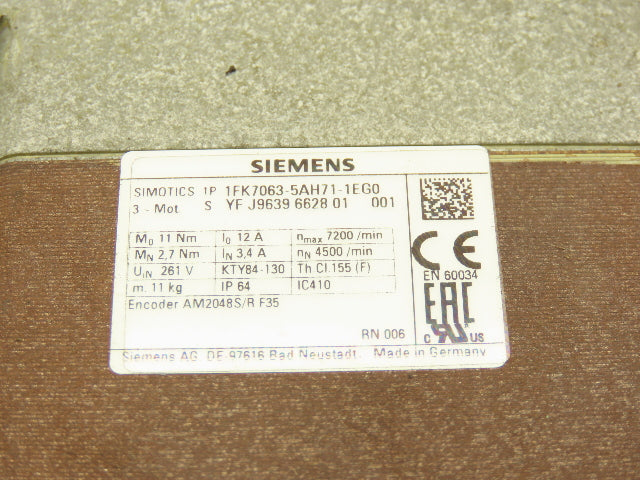 SIEMENS
SIMOTICS 1P 1FK7063-5AH71-1EG0
3 - Mot S YF J9639 6628 01 001
M0 11 Nm I0 12 A nmax 7200 /min
MN 2,7 Nm IN 3,4 A nN 4500 /min
UIN 261 V KTY84-130 Th Cl.155 (F)
m. 11 kg IP 64 IC410
Encoder AM2048S/R F35
CE
EN 60034
EAC
RN 006
C UR US
Siemens AG, DE-97616 Bad Neustadt, Made in Germany